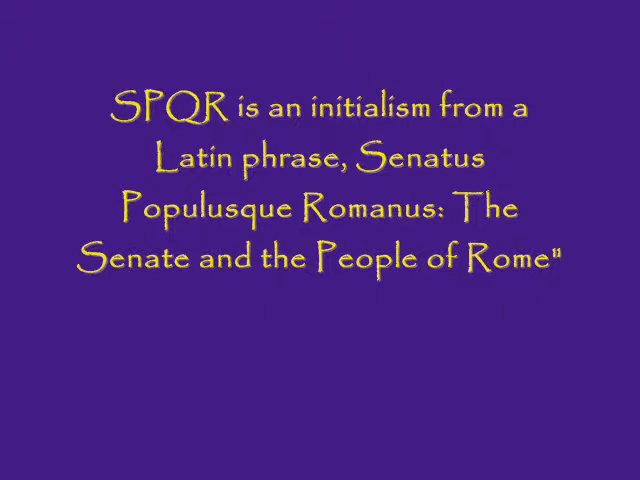 SPQR is an initialism from a
Latin phrase, Senatus
Populusque Romanus: The
Senate and the People of Rome"